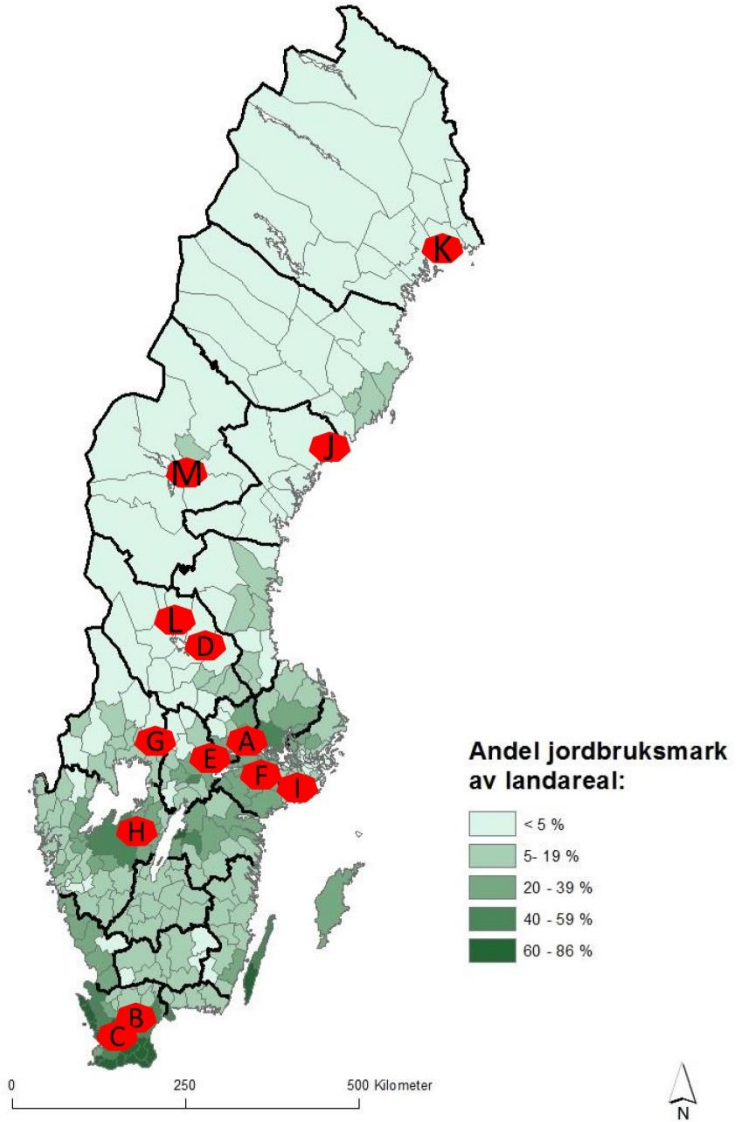 K
J
M
L
D
G
A
E
F
I
H
B
C
Andel jordbruksmark
av landareal:
< 5 %
5- 19 %
20 - 39 %
40 - 59 %
60 - 86 %
0 250 500 Kilometer
N